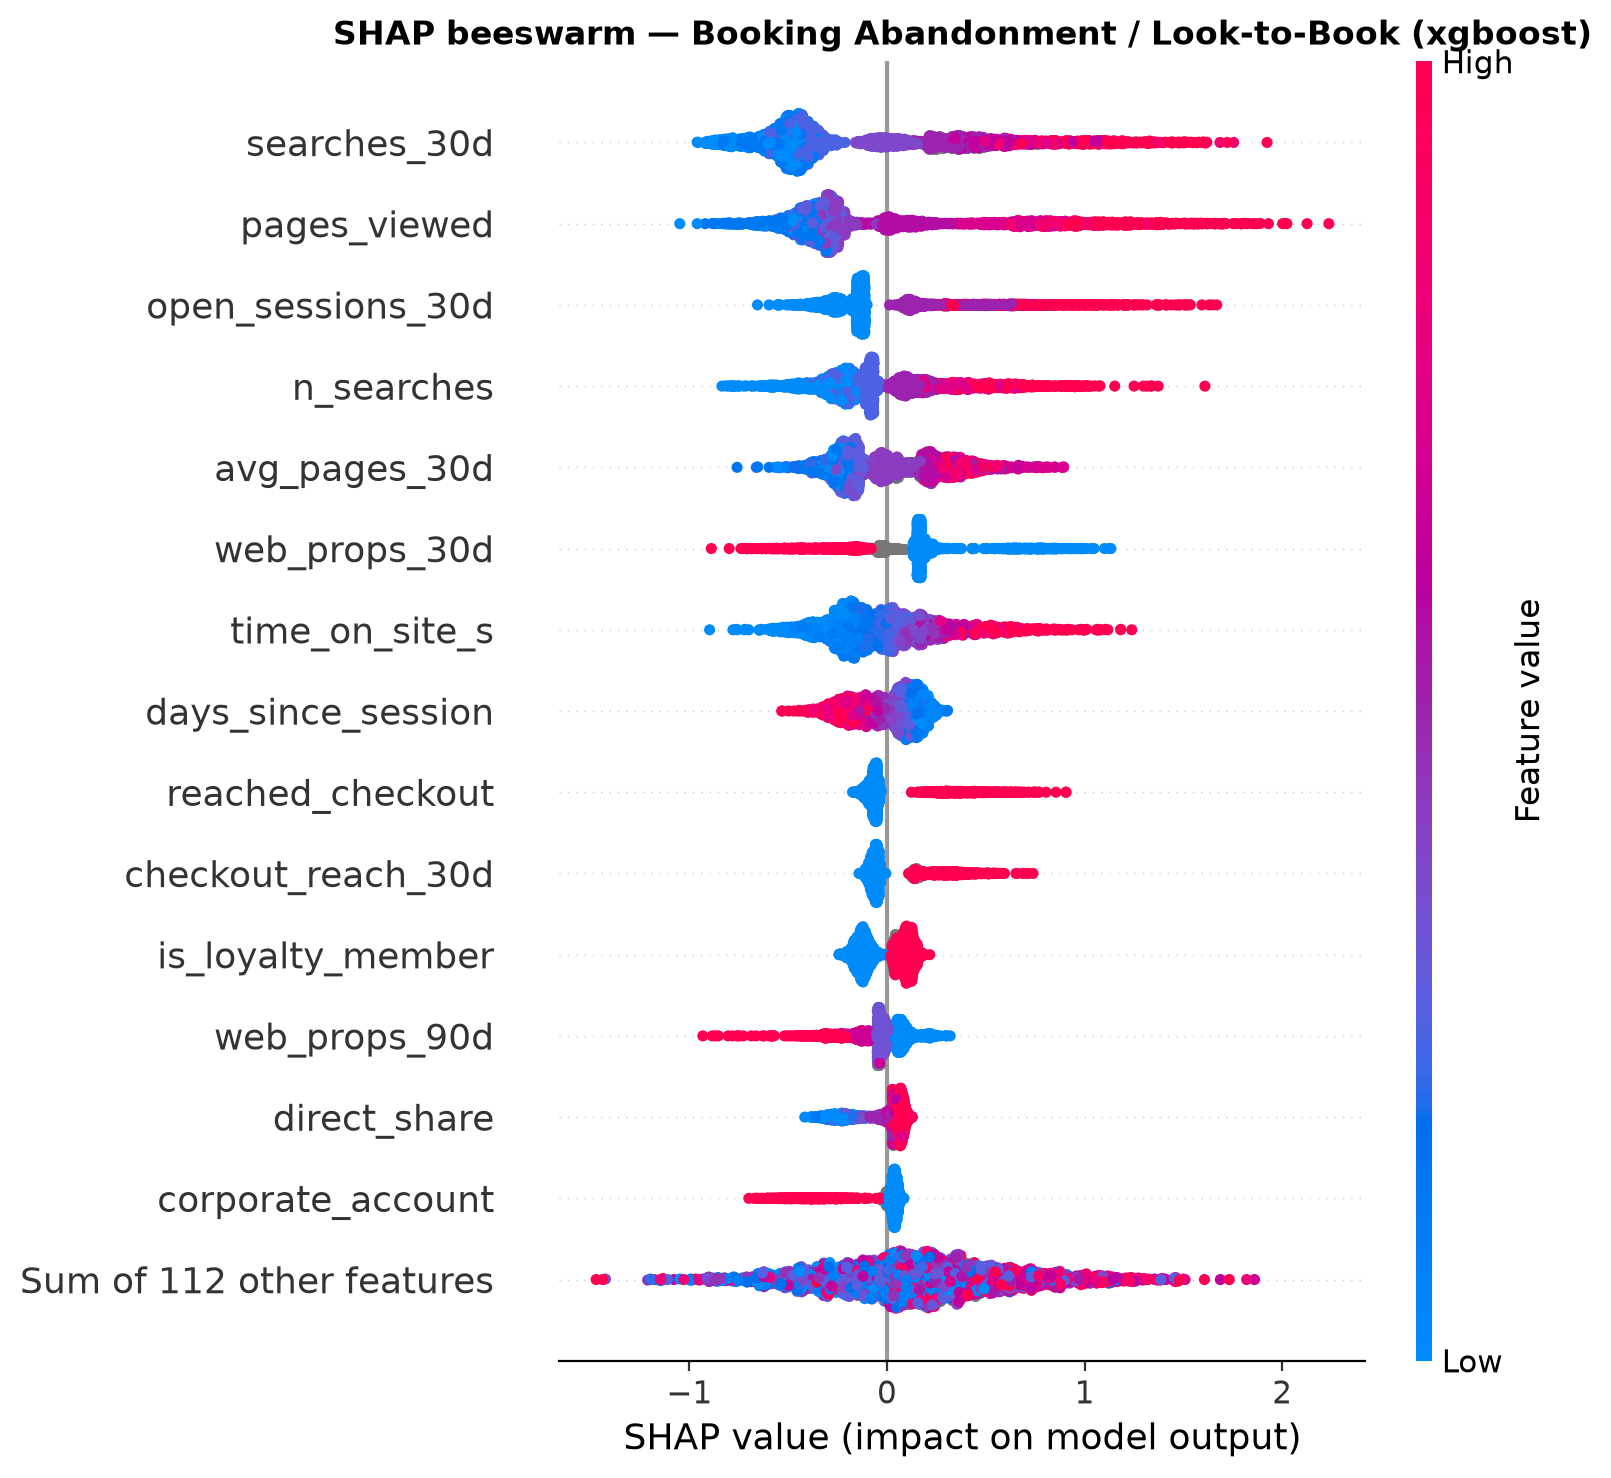 SHAP beeswarm — Booking Abandonment / Look-to-Book (xgboost)
High
searches_30d
pages_viewed
open_sessions_30d
n_searches
avg_pages_30d
web_props_30d
time_on_site_s
days_since_session
reached_checkout
checkout_reach_30d
is_loyalty_member
web_props_90d
direct_share
corporate_account
Sum of 112 other features
Feature value
Low
−1 0 1 2
SHAP value (impact on model output)